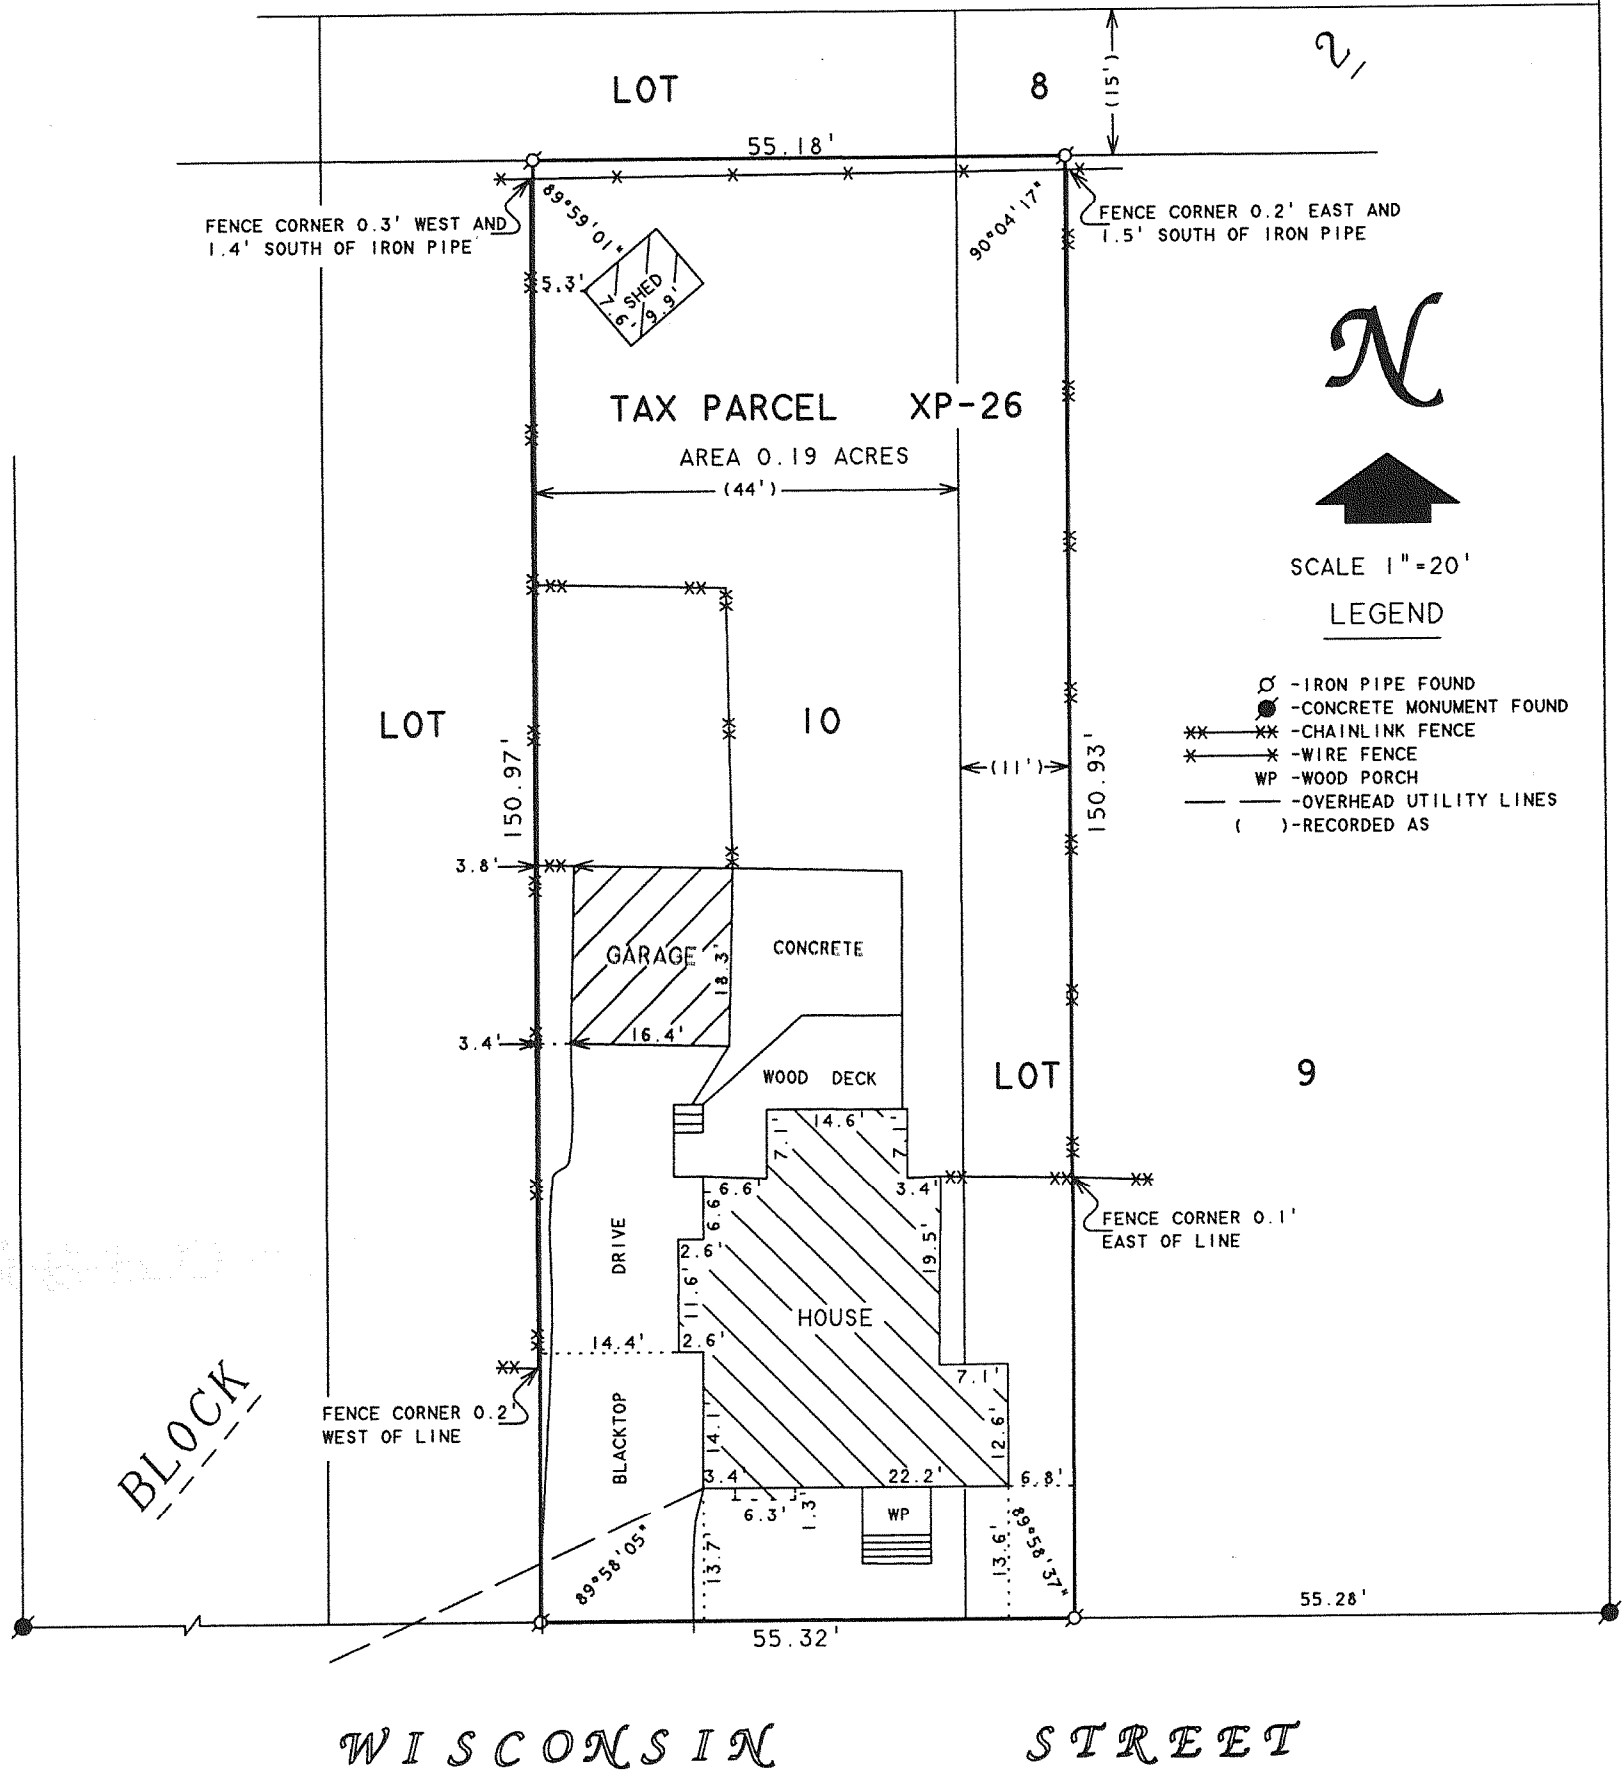 LOT 8
(15')
21
55.18'
89°59'01"
90°04'17"
FENCE CORNER 0.3' WEST AND
1.4' SOUTH OF IRON PIPE
FENCE CORNER 0.2' EAST AND
1.5' SOUTH OF IRON PIPE
5.3'
SHED
7.6'
9.9'
N
TAX PARCEL XP-26
AREA 0.19 ACRES
(44')
SCALE 1"=20'
LEGEND
-IRON PIPE FOUND
-CONCRETE MONUMENT FOUND
-CHAINLINK FENCE
-WIRE FENCE
WP -WOOD PORCH
-OVERHEAD UTILITY LINES
( )-RECORDED AS
LOT 10
150.97'
(11')
150.93'
3.8'
GARAGE
18.3'
CONCRETE
16.4'
3.4'
WOOD DECK
LOT 9
14.6'
7.1'
7.1'
6.6'
3.4'
6.6'
FENCE CORNER 0.1'
EAST OF LINE
DRIVE
2.6'
19.5'
11.6'
HOUSE
14.4'
2.6'
7.1'
BLOCK
FENCE CORNER 0.2'
WEST OF LINE
BLACKTOP
14.1'
12.6'
3.4'
22.2'
6.8'
6.3'
1.3'
WP
89°58'05"
13.7'
13.6'
89°58'37"
55.28'
55.32'
WISCONSIN STREET